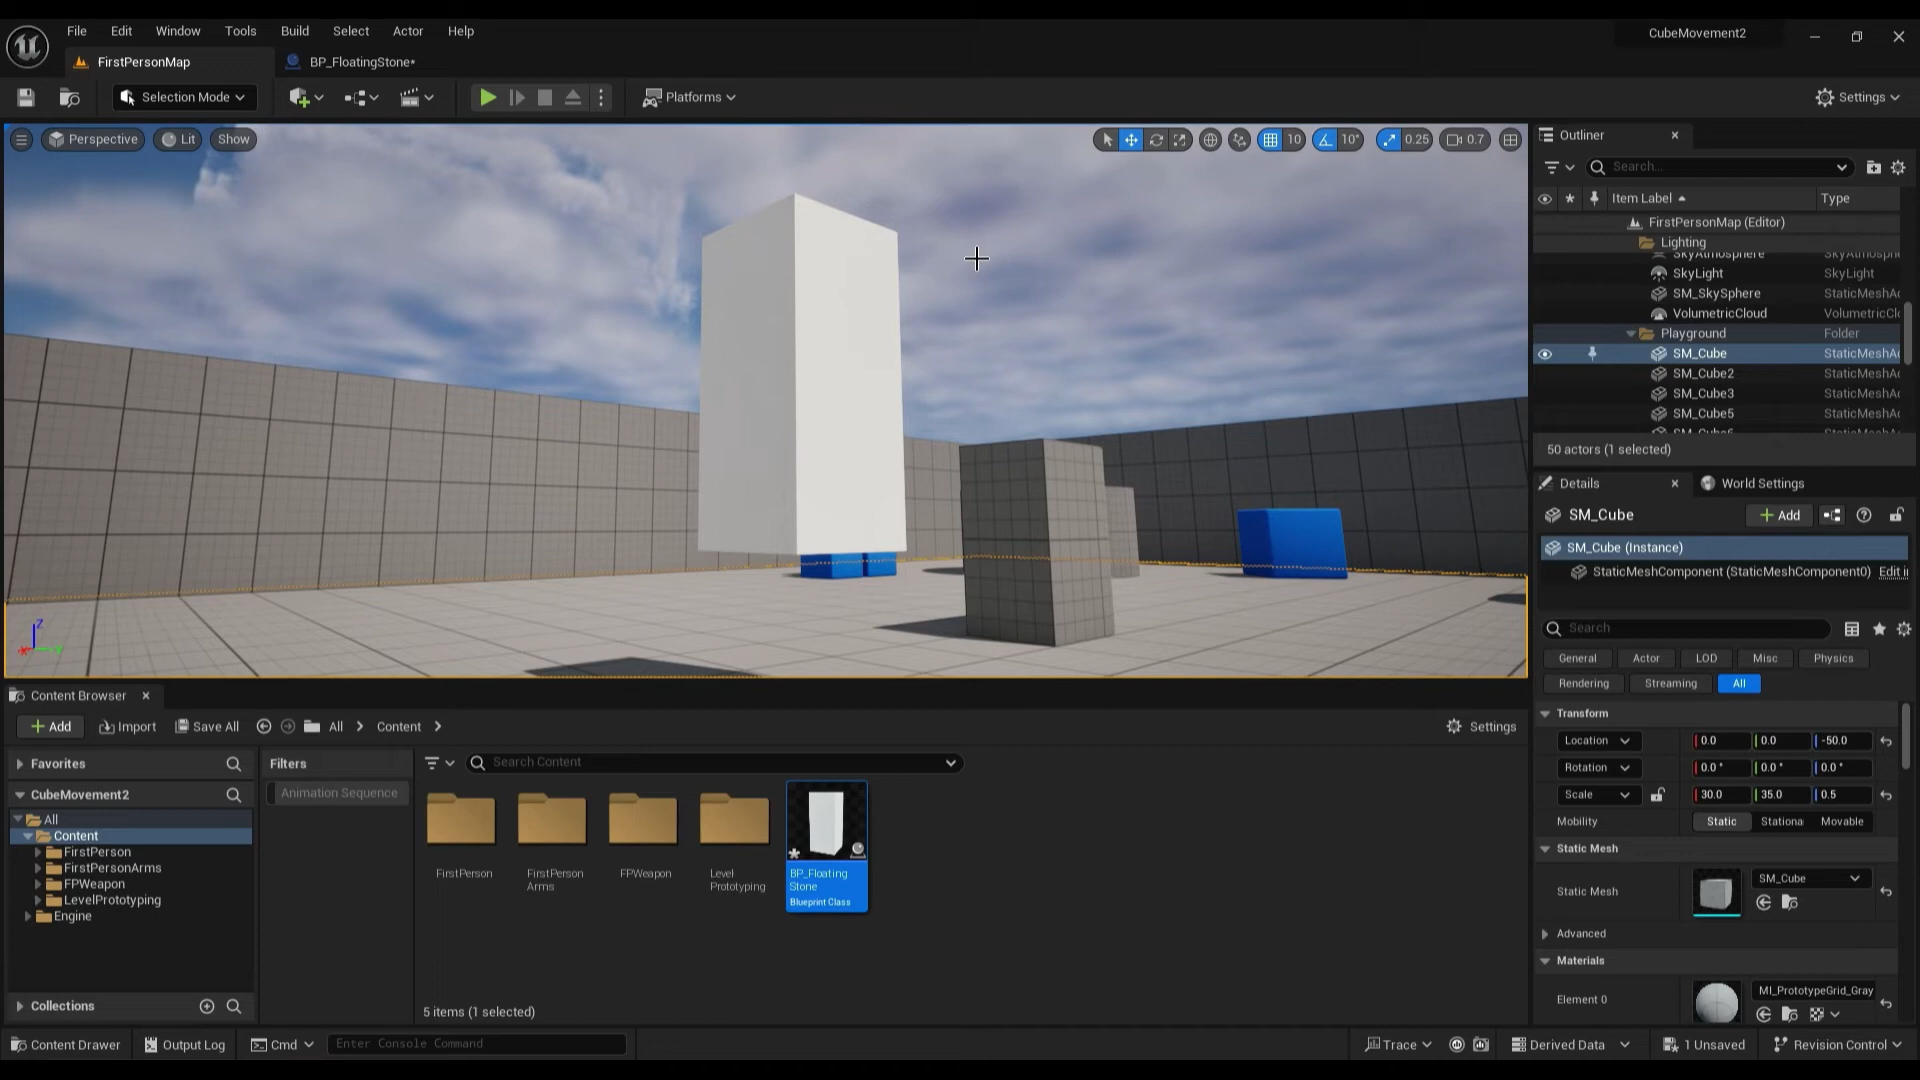 File Edit Window Tools Build Select Actor Help
CubeMovement2
FirstPersonMap
BP_FloatingStone*
Selection Mode
Platforms
Settings
Perspective
Lit
Show
10
10°
0.25
0.7
Outliner
Search...
Item Label
Type
FirstPersonMap (Editor)
Lighting
SkyAtmosphere
SkyLight SkyLight
SM_SkySphere StaticMeshAc
VolumetricCloud VolumetricClo
Playground Folder
SM_Cube StaticMeshAc
SM_Cube2 StaticMeshAc
SM_Cube3 StaticMeshAc
SM_Cube5 StaticMeshAc
50 actors (1 selected)
Details
World Settings
SM_Cube
Add
SM_Cube (Instance)
StaticMeshComponent (StaticMeshComponent0) Edit i
Search
General Actor LOD Misc Physics
Rendering Streaming All
Transform
Location 0.0 0.0 -50.0
Rotation 0.0° 0.0° 0.0°
Scale 30.0 35.0 0.5
Mobility Static Stationa Movable
Static Mesh
Static Mesh SM_Cube
Advanced
Materials
Element 0 MI_PrototypeGrid_Gray
z
Content Browser
Add Import Save All All Content
Settings
Favorites
CubeMovement2
All
Content
FirstPerson
FirstPersonArms
FPWeapon
LevelPrototyping
Engine
Collections
Filters
Animation Sequence
Search Content
FirstPerson
FirstPerson
Arms
FPWeapon
Level
Prototyping
BP_Floating
Stone
Blueprint Class
5 items (1 selected)
Content Drawer Output Log Cmd Enter Console Command
Trace Derived Data 1 Unsaved Revision Control